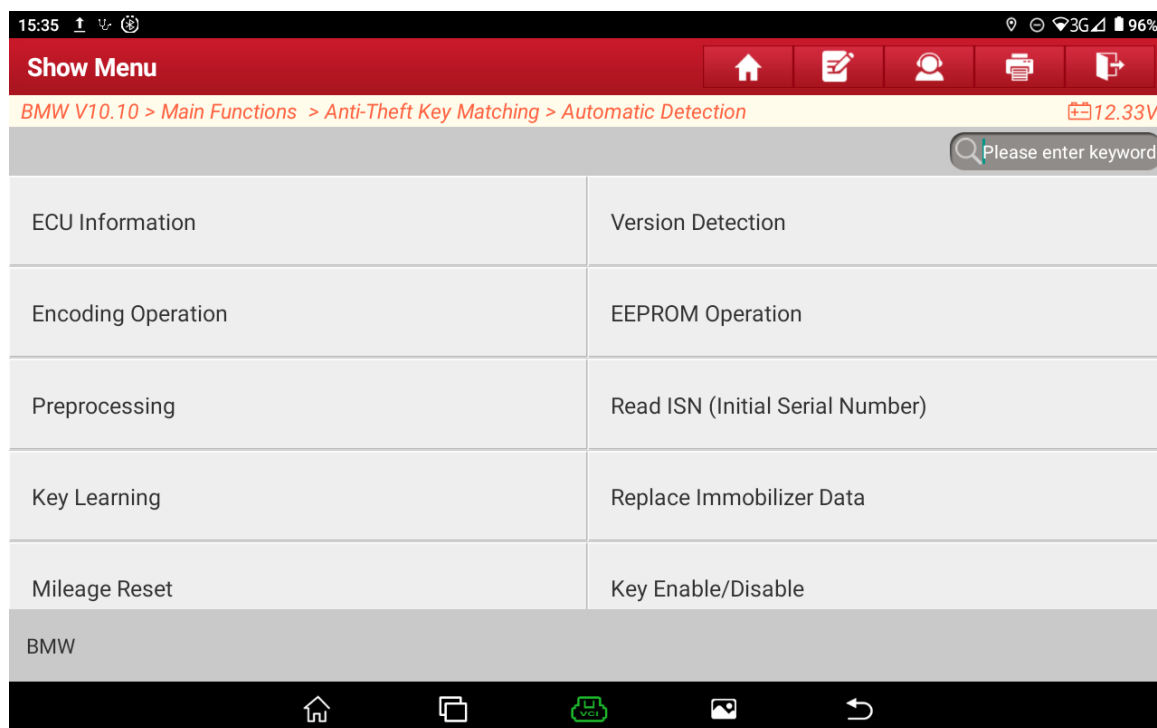 15:35 3G 96%
Show Menu
BMW V10.10 > Main Functions > Anti-Theft Key Matching > Automatic Detection 12.33V
Please enter keyword
ECU Information Version Detection
Encoding Operation EEPROM Operation
Preprocessing Read ISN (Initial Serial Number)
Key Learning Replace Immobilizer Data
Mileage Reset Key Enable/Disable
BMW
VCI